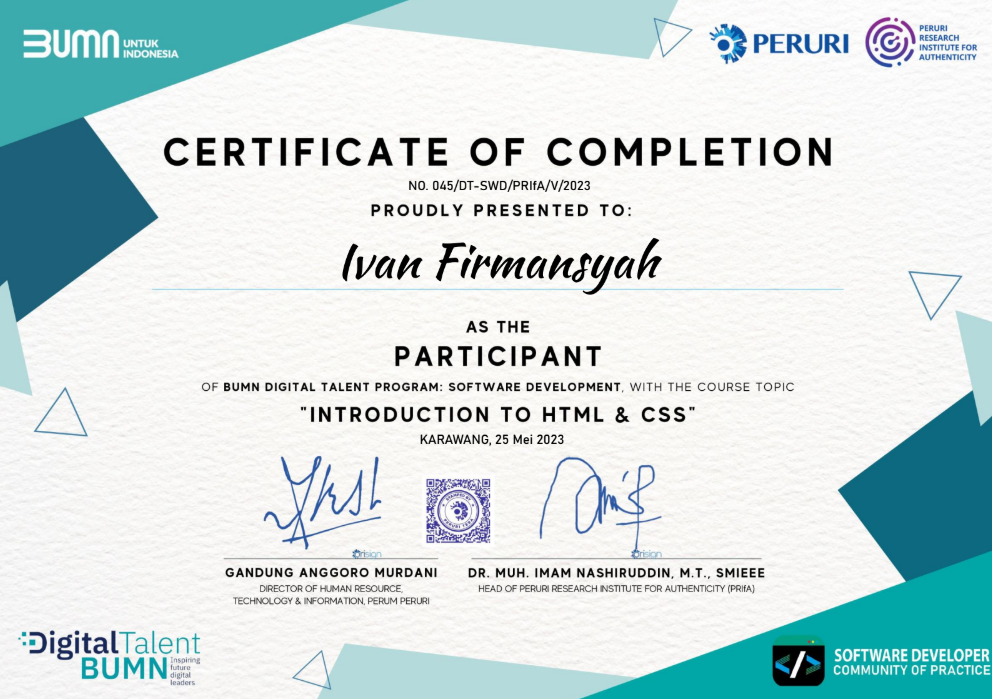 BUMN UNTUK
INDONESIA
PERURI
PERURI
RESEARCH
INSTITUTE FOR
AUTHENTICITY
CERTIFICATE OF COMPLETION
NO. 045/DT-SWD/PRIfA/V/2023
PROUDLY PRESENTED TO:
Ivan Firmansyah
AS THE
PARTICIPANT
OF BUMN DIGITAL TALENT PROGRAM: SOFTWARE DEVELOPMENT, WITH THE COURSE TOPIC
"INTRODUCTION TO HTML & CSS"
KARAWANG, 25 Mei 2023
GANDUNG ANGGORO MURDANI
DIRECTOR OF HUMAN RESOURCE,
TECHNOLOGY & INFORMATION, PERUM PERURI
DR. MUH. IMAM NASHIRUDDIN, M.T., SMIEEE
HEAD OF PERURI RESEARCH INSTITUTE FOR AUTHENTICITY (PRIfA)
DigitalTalent
BUMN
Inspiring
future
digital
leaders
</>
SOFTWARE DEVELOPER
COMMUNITY OF PRACTICE